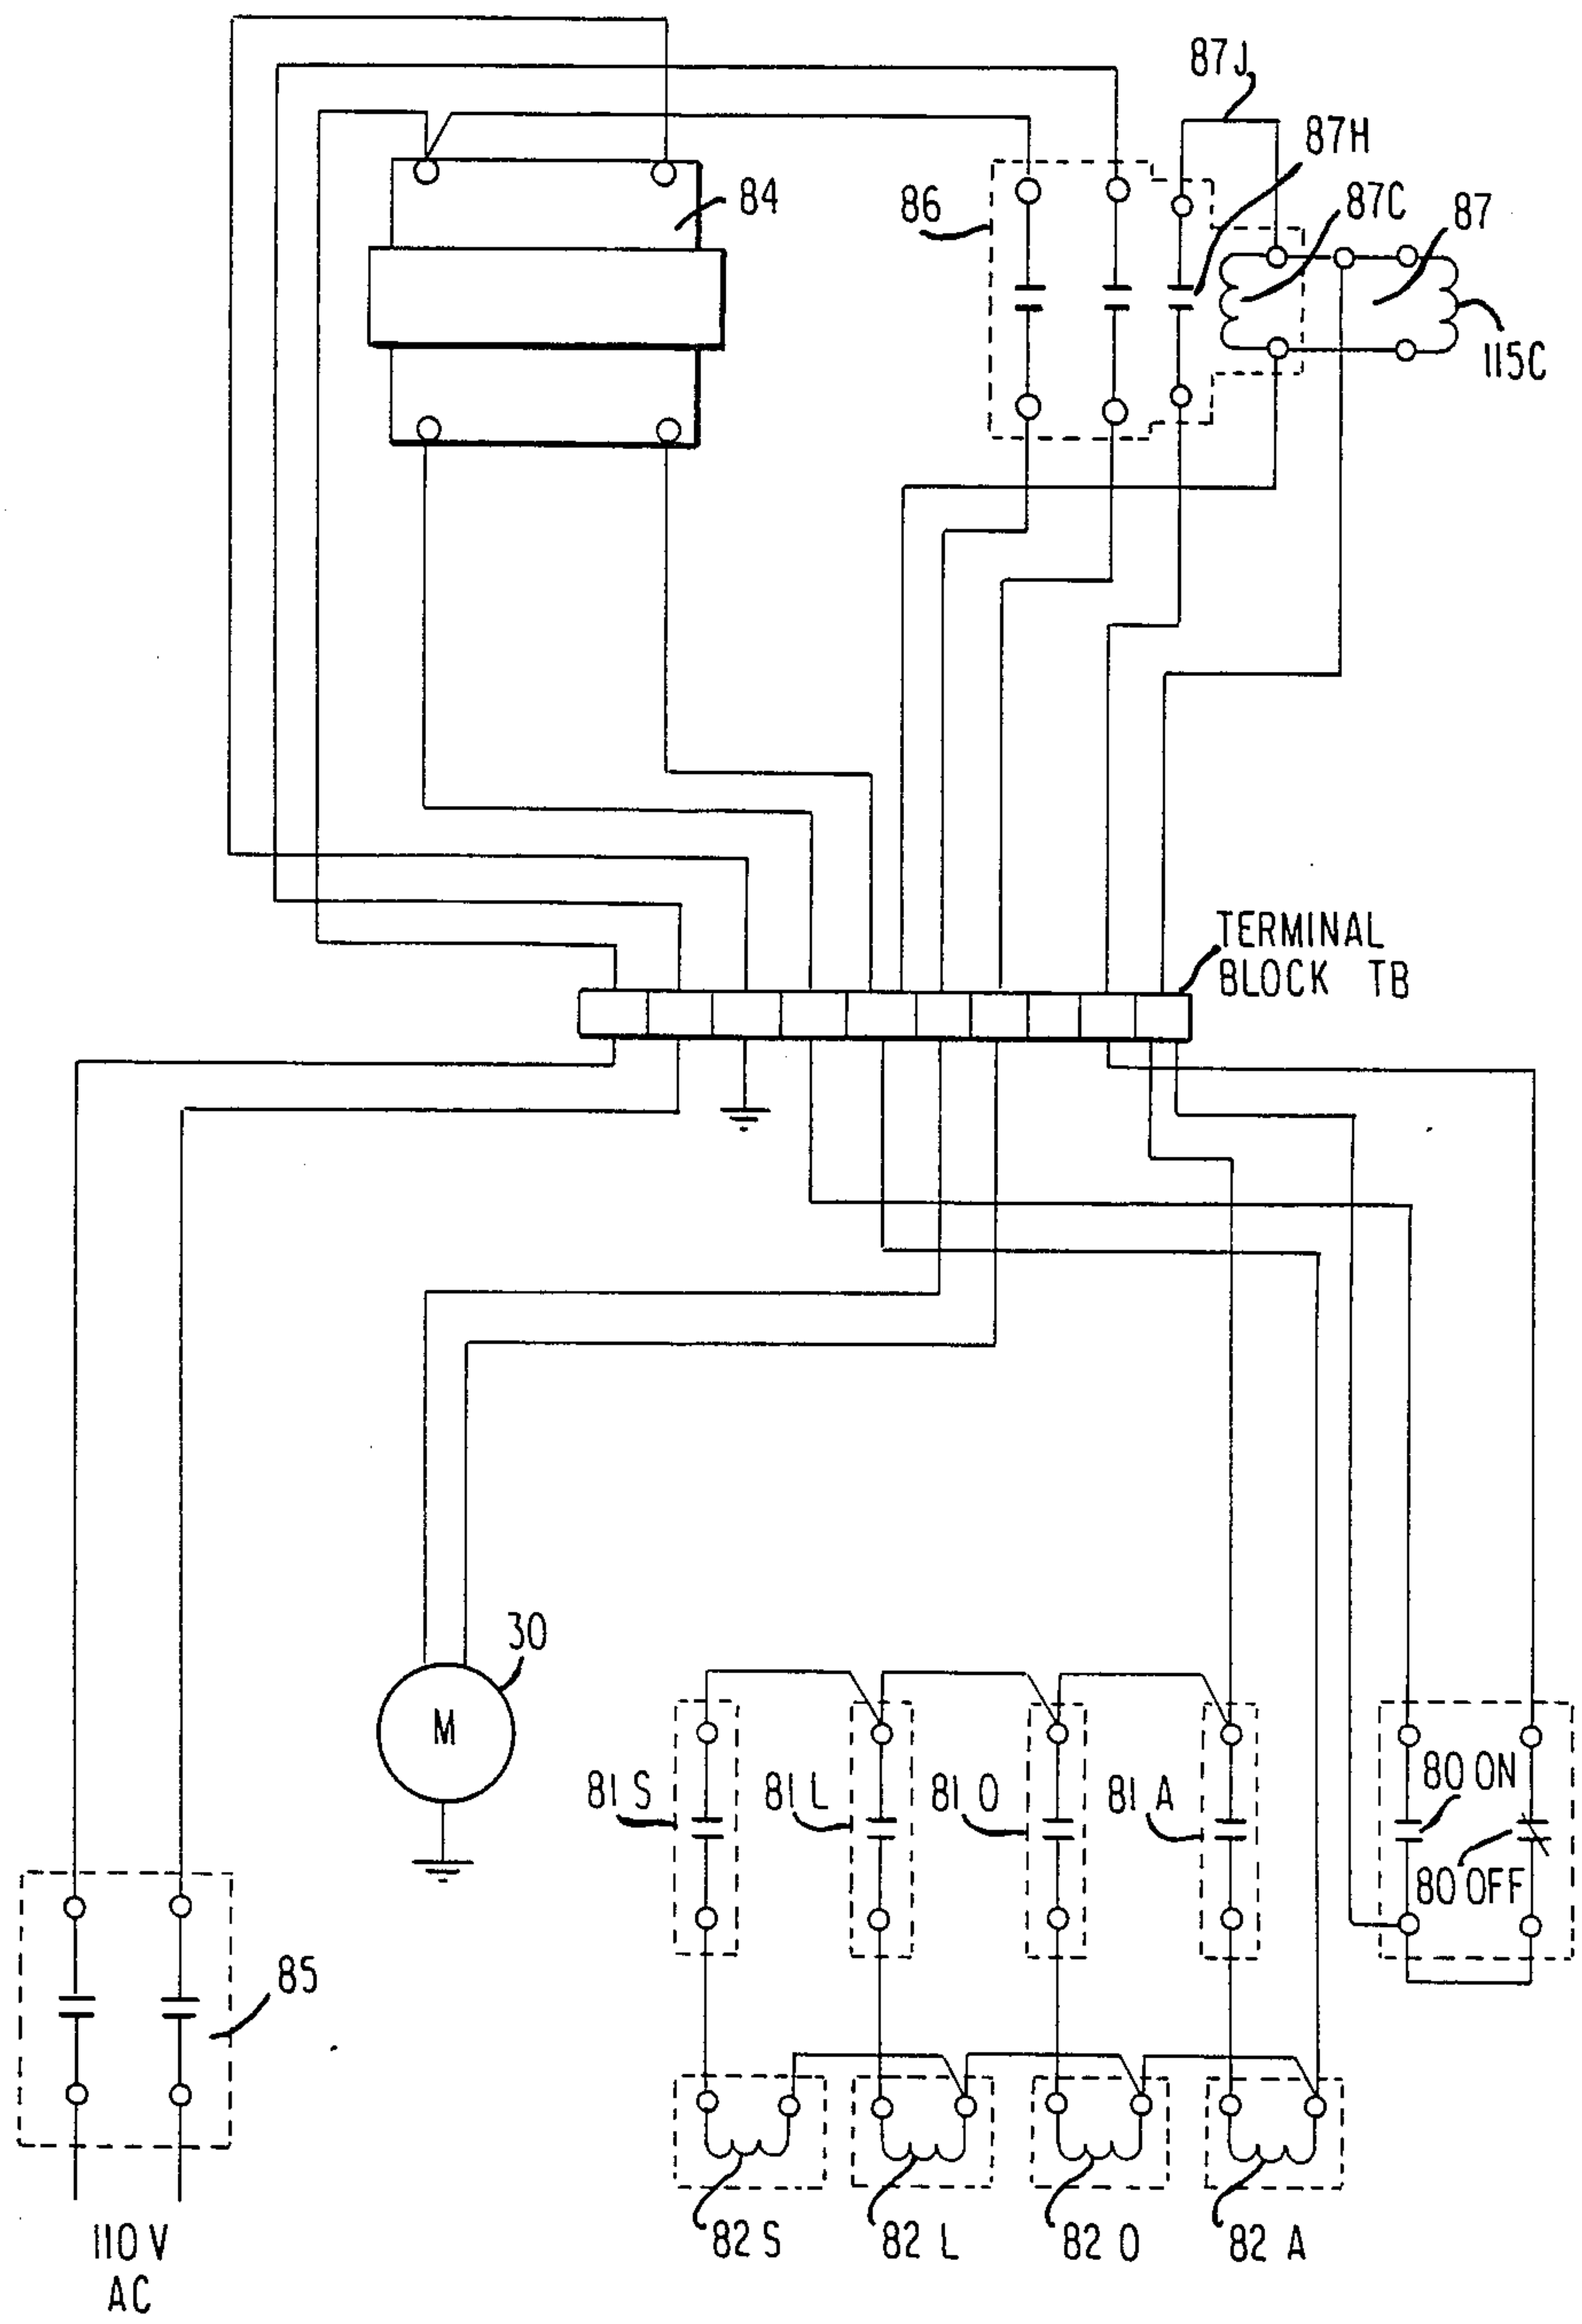 87J
87H
84
86
87C
87
115C
TERMINAL
BLOCK TB
30
M
81 S
81 L
81 O
81 A
80 ON
80 OFF
85
82 S
82 L
82 O
82 A
110 V
AC